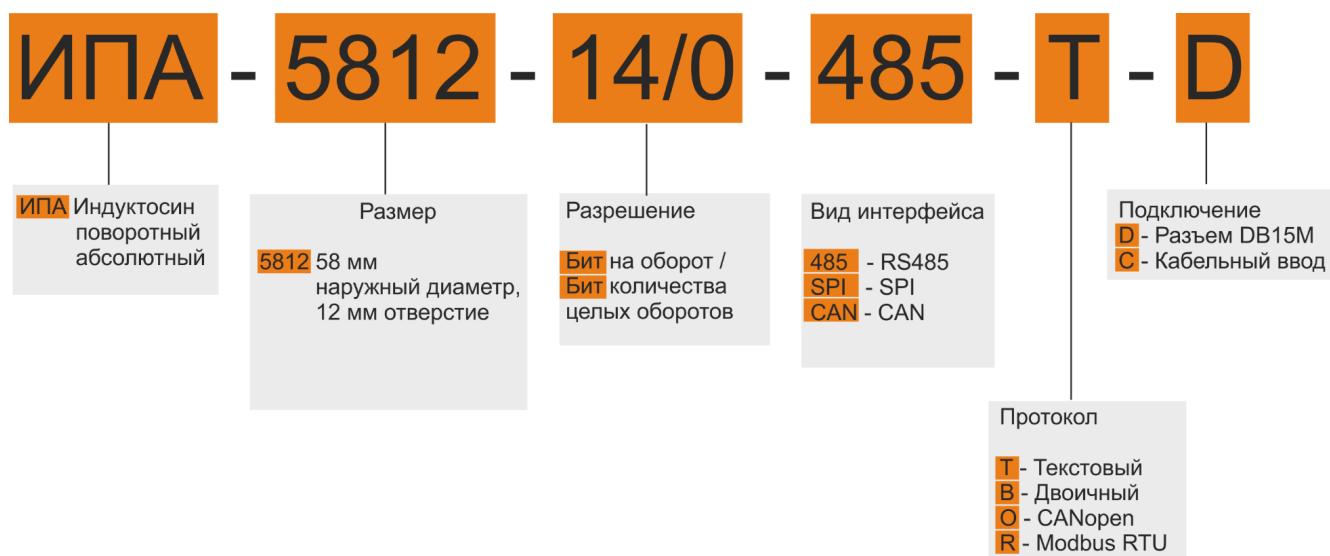 ИПА - 5812 - 14/0 - 485 - T - D
ИПА Индуктосин
поворотный
абсолютный
Размер
5812 58 мм
наружный диаметр,
12 мм отверстие
Разрешение
Бит на оборот /
Бит количества
целых оборотов
Вид интерфейса
485 - RS485
SPI - SPI
CAN - CAN
Подключение
D - Разъем DB15M
C - Кабельный ввод
Протокол
T - Текстовый
B - Двоичный
O - CANopen
R - Modbus RTU